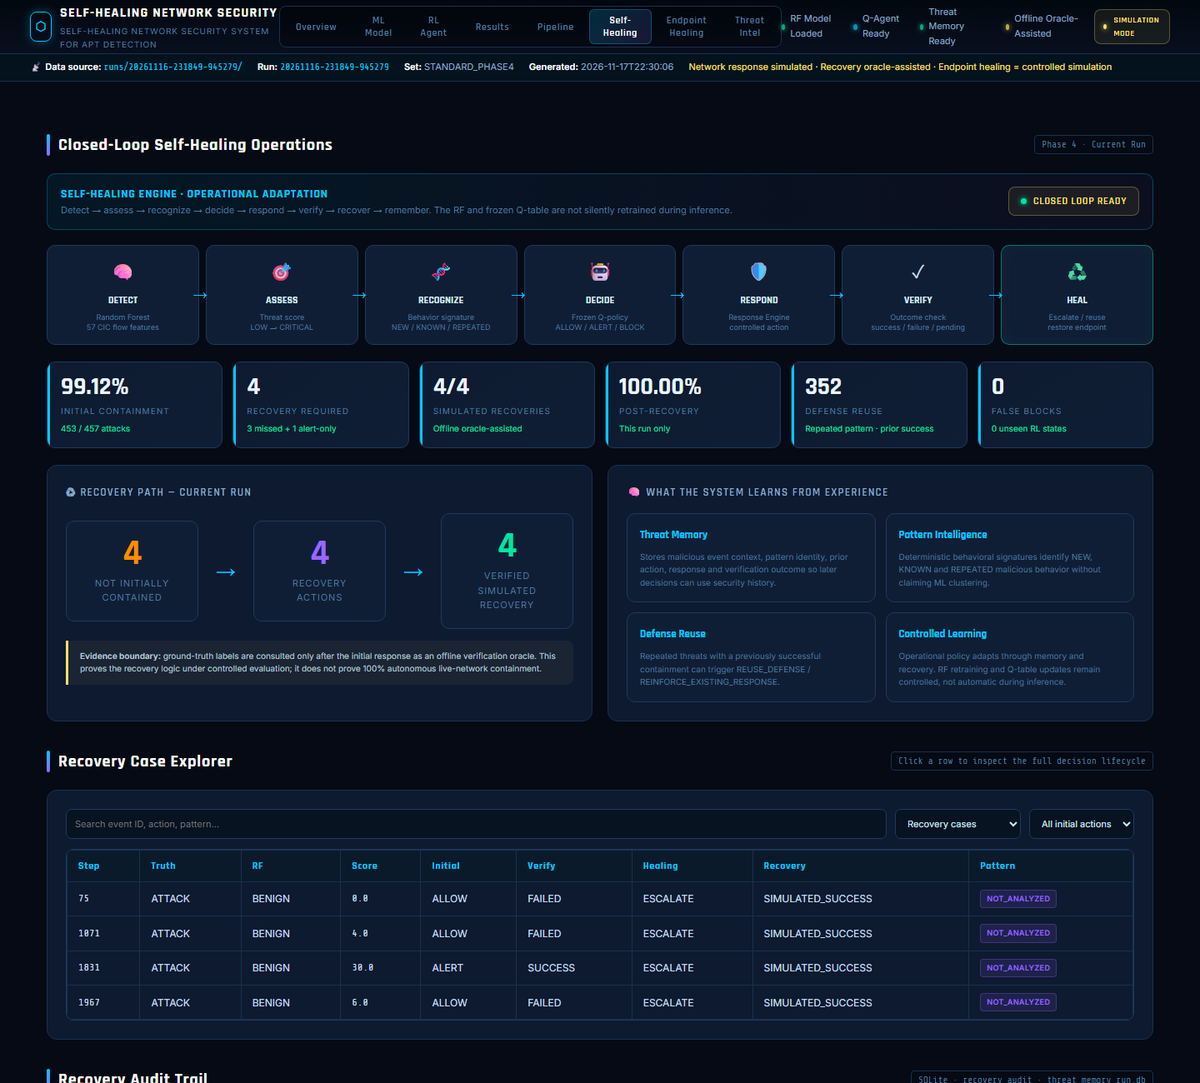 SELF-HEALING NETWORK SECURITY
SELF-HEALING NETWORK SECURITY SYSTEM
FOR APT DETECTION
Overview
ML
Model
RL
Agent
Results
Pipeline
Self-
Healing
Endpoint
Healing
Threat
Intel
RF Model
Loaded
Q-Agent
Ready
Threat
Memory
Ready
Offline Oracle-
Assisted
SIMULATION
MODE
Data source: runs/20261116-231849-945279/ Run: 20261116-231849-945279 Set: STANDARD_PHASE4 Generated: 2026-11-17T22:30:06 Network response simulated · Recovery oracle-assisted · Endpoint healing = controlled simulation
Closed-Loop Self-Healing Operations
Phase 4 · Current Run
SELF-HEALING ENGINE · OPERATIONAL ADAPTATION
Detect → assess → recognize → decide → respond → verify → recover → remember. The RF and frozen Q-table are not silently retrained during inference.
CLOSED LOOP READY
DETECT
Random Forest
57 CIC flow features
→
ASSESS
Threat score
LOW → CRITICAL
→
RECOGNIZE
Behavior signature
NEW / KNOWN / REPEATED
→
DECIDE
Frozen Q-policy
ALLOW / ALERT / BLOCK
→
RESPOND
Response Engine
controlled action
→
✓
VERIFY
Outcome check
success / failure / pending
→
HEAL
Escalate / reuse
restore endpoint
99.12%
INITIAL CONTAINMENT
453 / 457 attacks
4
RECOVERY REQUIRED
3 missed + 1 alert-only
4/4
SIMULATED RECOVERIES
Offline oracle-assisted
100.00%
POST-RECOVERY
This run only
352
DEFENSE REUSE
Repeated pattern · prior success
0
FALSE BLOCKS
0 unseen RL states
RECOVERY PATH — CURRENT RUN
4
NOT INITIALLY
CONTAINED
→
4
RECOVERY
ACTIONS
→
4
VERIFIED
SIMULATED
RECOVERY
Evidence boundary: ground-truth labels are consulted only after the initial response as an offline verification oracle. This
proves the recovery logic under controlled evaluation; it does not prove 100% autonomous live-network containment.
WHAT THE SYSTEM LEARNS FROM EXPERIENCE
Threat Memory
Stores malicious event context, pattern identity, prior
action, response and verification outcome so later
decisions can use security history.
Pattern Intelligence
Deterministic behavioral signatures identify NEW,
KNOWN and REPEATED malicious behavior without
claiming ML clustering.
Defense Reuse
Repeated threats with a previously successful
containment can trigger REUSE_DEFENSE /
REINFORCE_EXISTING_RESPONSE.
Controlled Learning
Operational policy adapts through memory and
recovery. RF retraining and Q-table updates remain
controlled, not automatic during inference.
Recovery Case Explorer
Click a row to inspect the full decision lifecycle
Search event ID, action, pattern...
Recovery cases
All initial actions
Step Truth RF Score Initial Verify Healing Recovery Pattern
75 ATTACK BENIGN 0.0 ALLOW FAILED ESCALATE SIMULATED_SUCCESS NOT_ANALYZED
1071 ATTACK BENIGN 4.0 ALLOW FAILED ESCALATE SIMULATED_SUCCESS NOT_ANALYZED
1831 ATTACK BENIGN 30.0 ALERT SUCCESS ESCALATE SIMULATED_SUCCESS NOT_ANALYZED
1967 ATTACK BENIGN 6.0 ALLOW FAILED ESCALATE SIMULATED_SUCCESS NOT_ANALYZED
Recovery Audit Trail
SQLite · recovery_audit · threat_memory_run.db